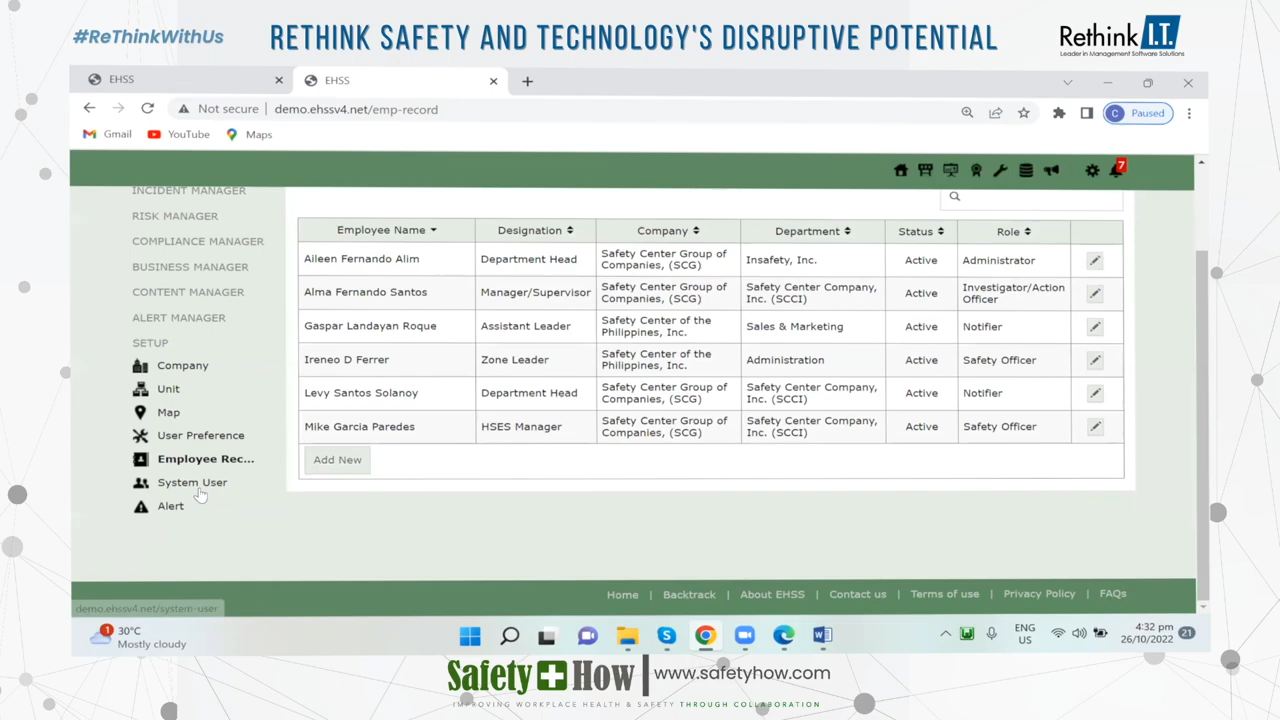 #ReThinkWithUs
RETHINK SAFETY AND TECHNOLOGY'S DISRUPTIVE POTENTIAL
Rethink I.T.
Leader in Management Software Solutions
EHSS
EHSS
Not secure
demo.ehssv4.net/emp-record
C Paused
Gmail
YouTube
Maps
7
INCIDENT MANAGER
RISK MANAGER
COMPLIANCE MANAGER
BUSINESS MANAGER
CONTENT MANAGER
ALERT MANAGER
SETUP
Company
Unit
Map
User Preference
Employee Rec...
System User
Alert
Employee Name Designation Company Department Status Role
Aileen Fernando Alim Department Head Safety Center Group of Companies, (SCG) Insafety, Inc. Active Administrator
Alma Fernando Santos Manager/Supervisor Safety Center Group of Companies, (SCG) Safety Center Company, Inc. (SCCI) Active Investigator/Action Officer
Gaspar Landayan Roque Assistant Leader Safety Center of the Philippines, Inc. Sales & Marketing Active Notifier
Ireneo D Ferrer Zone Leader Safety Center of the Philippines, Inc. Administration Active Safety Officer
Levy Santos Solanoy Department Head Safety Center Group of Companies, (SCG) Safety Center Company, Inc. (SCCI) Active Notifier
Mike Garcia Paredes HSES Manager Safety Center Group of Companies, (SCG) Safety Center Company, Inc. (SCCI) Active Safety Officer
Add New
Home | Backtrack | About EHSS | Contact us | Terms of use | Privacy Policy | FAQs
demo.ehssv4.net/system-user
1
30°C
Mostly cloudy
ENG
US
4:32 pm
26/10/2022
21
Safety How | www.safetyhow.com
IMPROVING WORKPLACE HEALTH & SAFETY THROUGH COLLABORATION